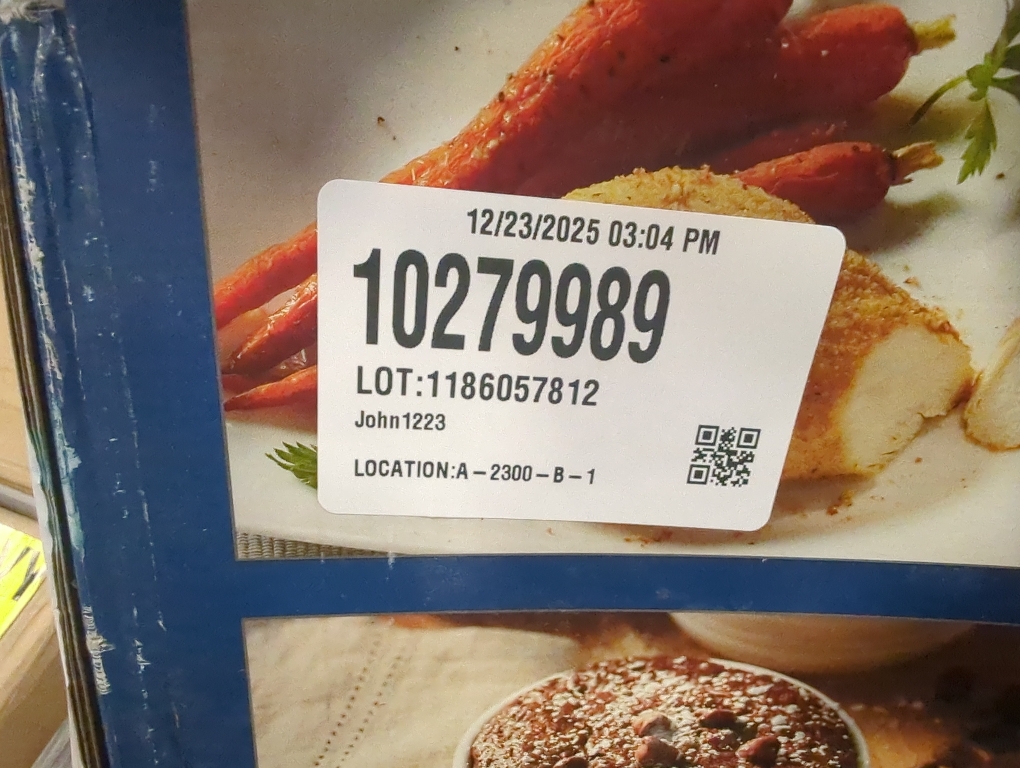 12/23/2025 03:04 PM
10279989
LOT:1186057812
John1223
LOCATION:A-2300-B-1